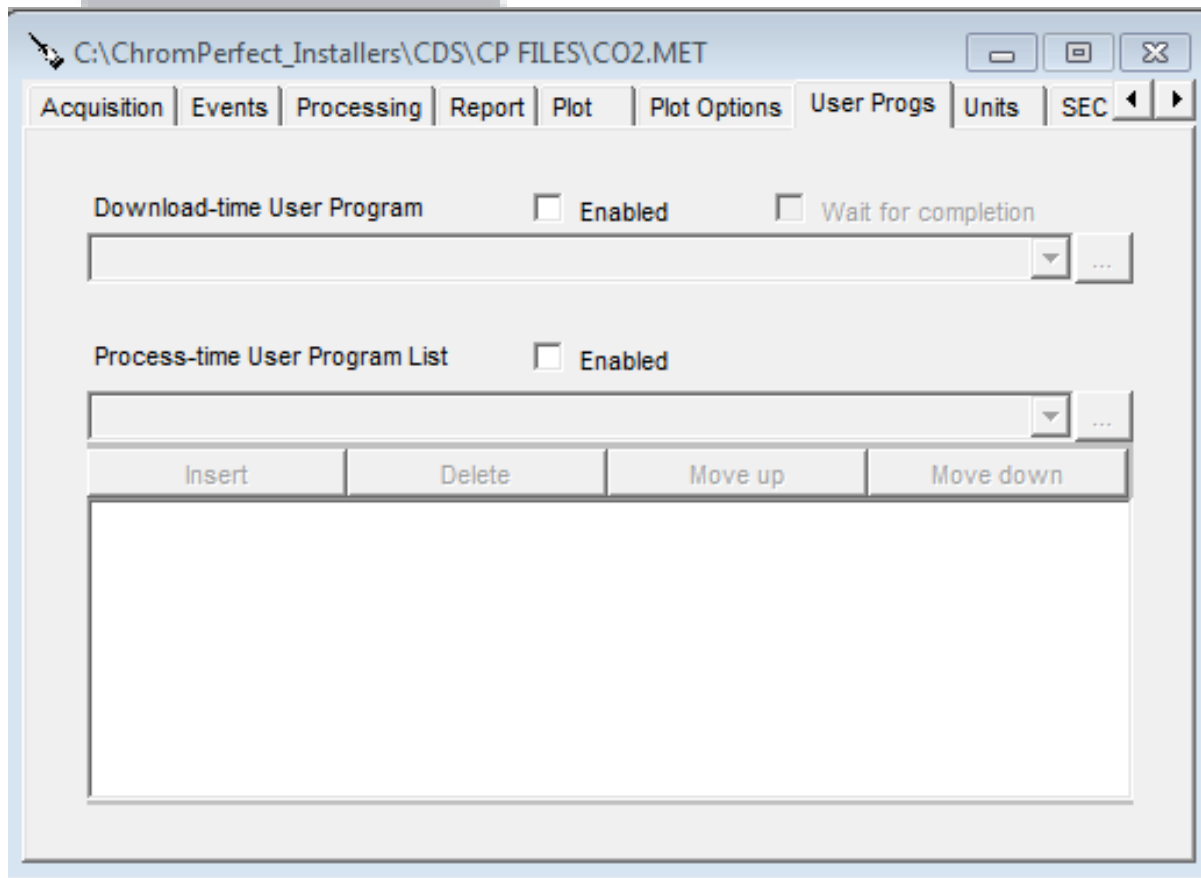 C:\ChromPerfect_Installers\CDS\CP FILES\CO2.MET
Acquisition Events Processing Report Plot Plot Options User Progs Units SEC
Download-time User Program Enabled Wait for completion
...
Process-time User Program List Enabled
...
Insert Delete Move up Move down